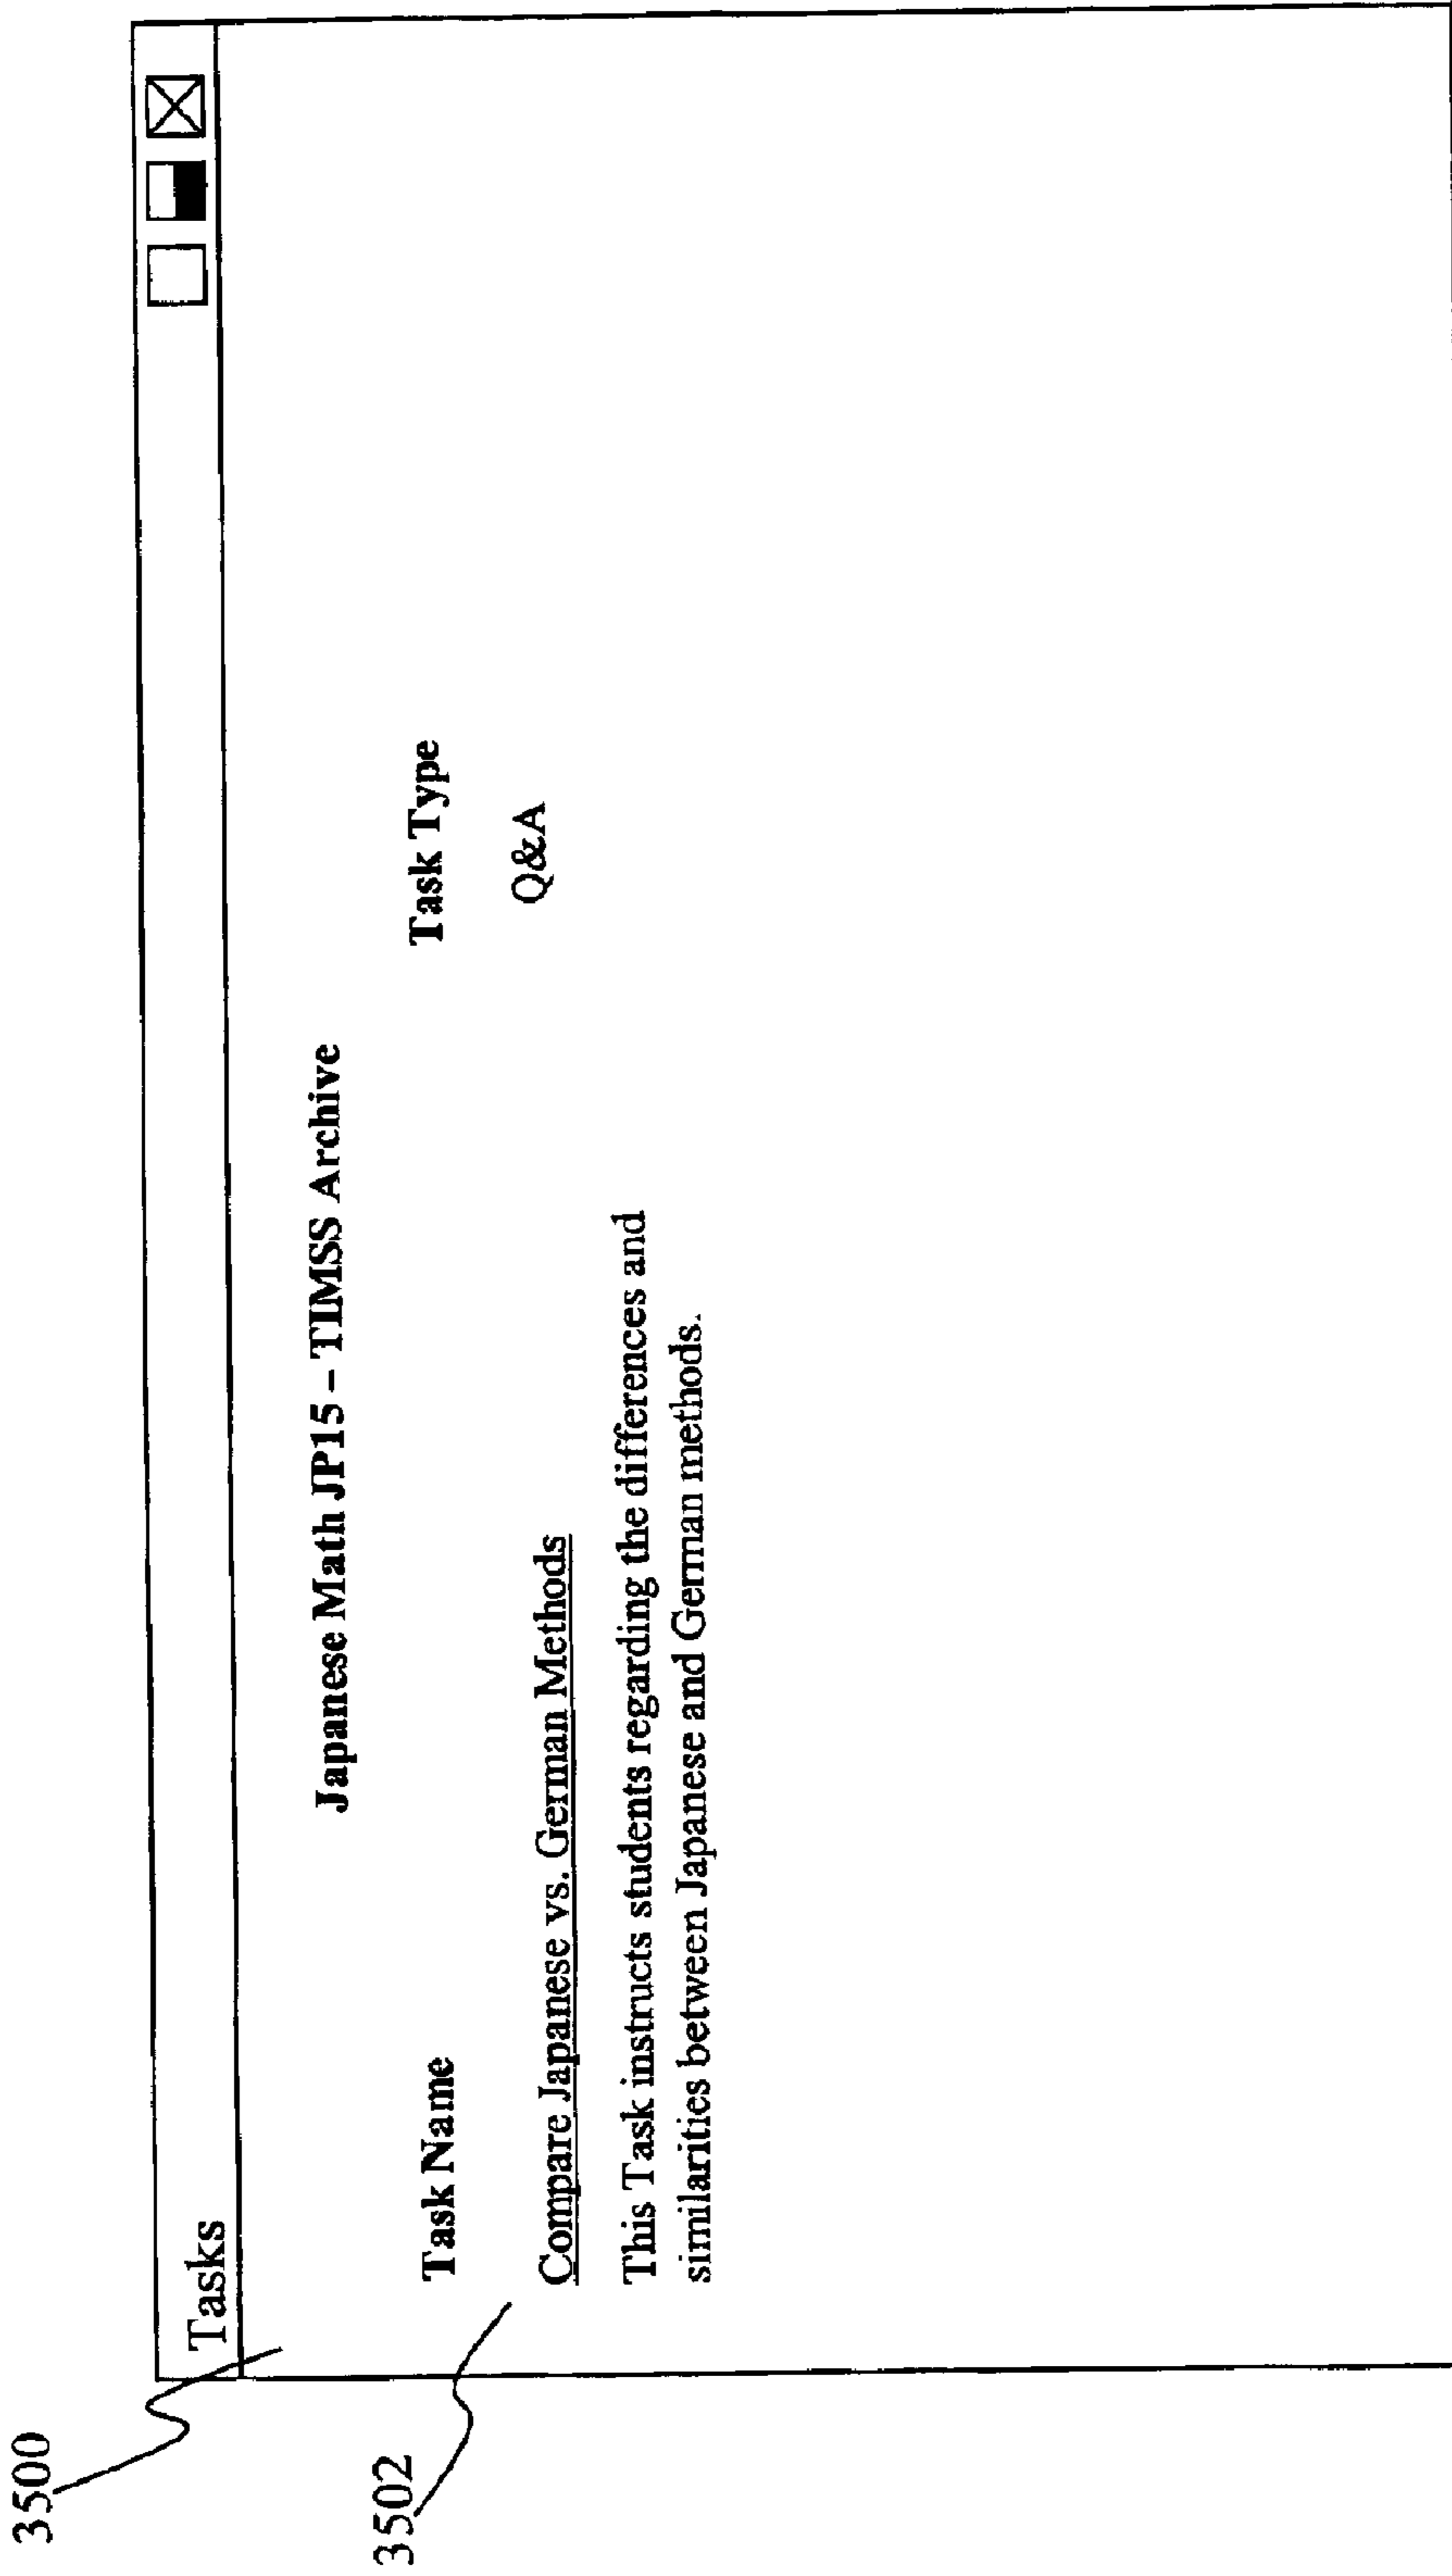 3500
Tasks
Japanese Math JP15 – TIMSS Archive
Task Name
Task Type
3502
Compare Japanese vs. German Methods
Q&A
This Task instructs students regarding the differences and
similarities between Japanese and German methods.